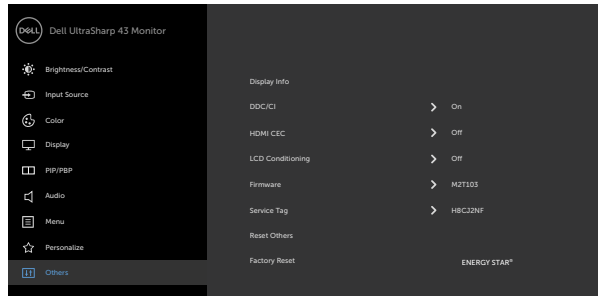 DELL Dell UltraSharp 43 Monitor
Brightness/Contrast
Input Source
Color
Display
PIP/PBP
Audio
Menu
Personalize
Others
Display Info
DDC/CI On
HDMI CEC Off
LCD Conditioning Off
Firmware M2T103
Service Tag H8CJ2NF
Reset Others
Factory Reset ENERGY STAR®